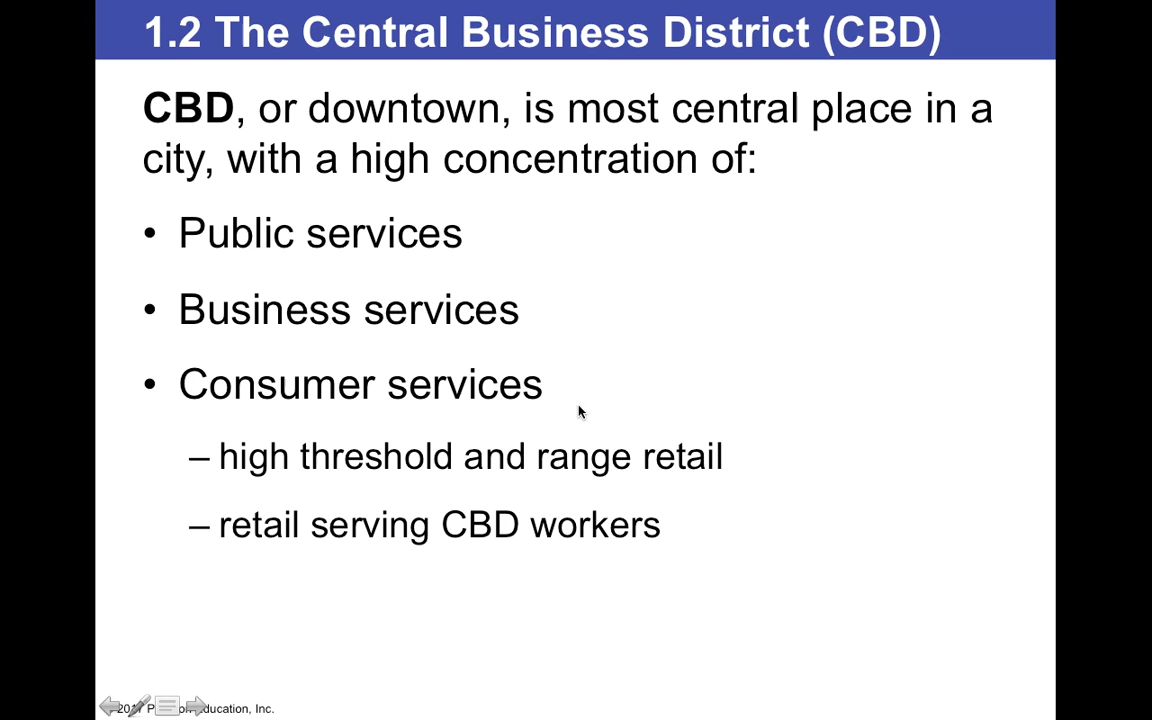 1.2 The Central Business District (CBD)
CBD, or downtown, is most central place in a
city, with a high concentration of:
• Public services
• Business services
• Consumer services
– high threshold and range retail
– retail serving CBD workers
Education, Inc.